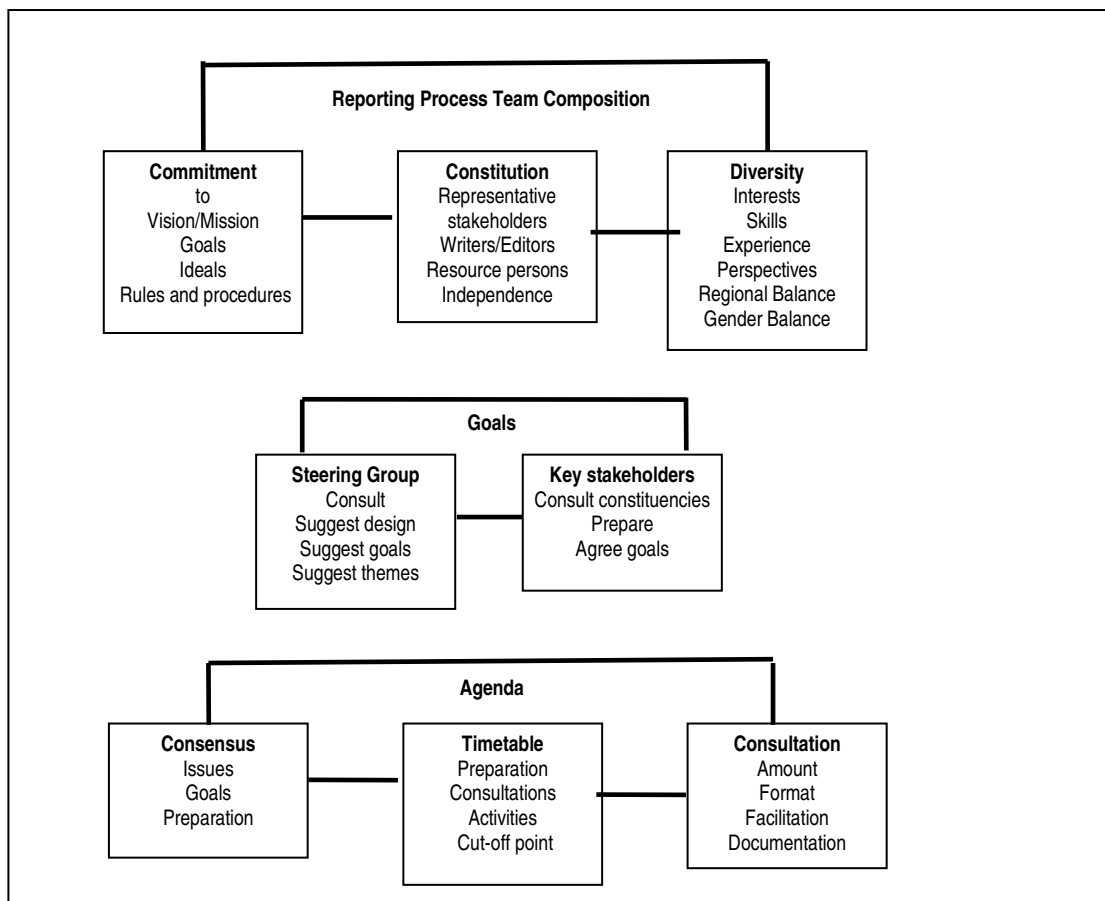 Reporting Process Team Composition
Commitment
to
Vision/Mission
Goals
Ideals
Rules and procedures
Constitution
Representative
stakeholders
Writers/Editors
Resource persons
Independence
Diversity
Interests
Skills
Experience
Perspectives
Regional Balance
Gender Balance
Goals
Steering Group
Consult
Suggest design
Suggest goals
Suggest themes
Key stakeholders
Consult constituencies
Prepare
Agree goals
Agenda
Consensus
Issues
Goals
Preparation
Timetable
Preparation
Consultations
Activities
Cut-off point
Consultation
Amount
Format
Facilitation
Documentation